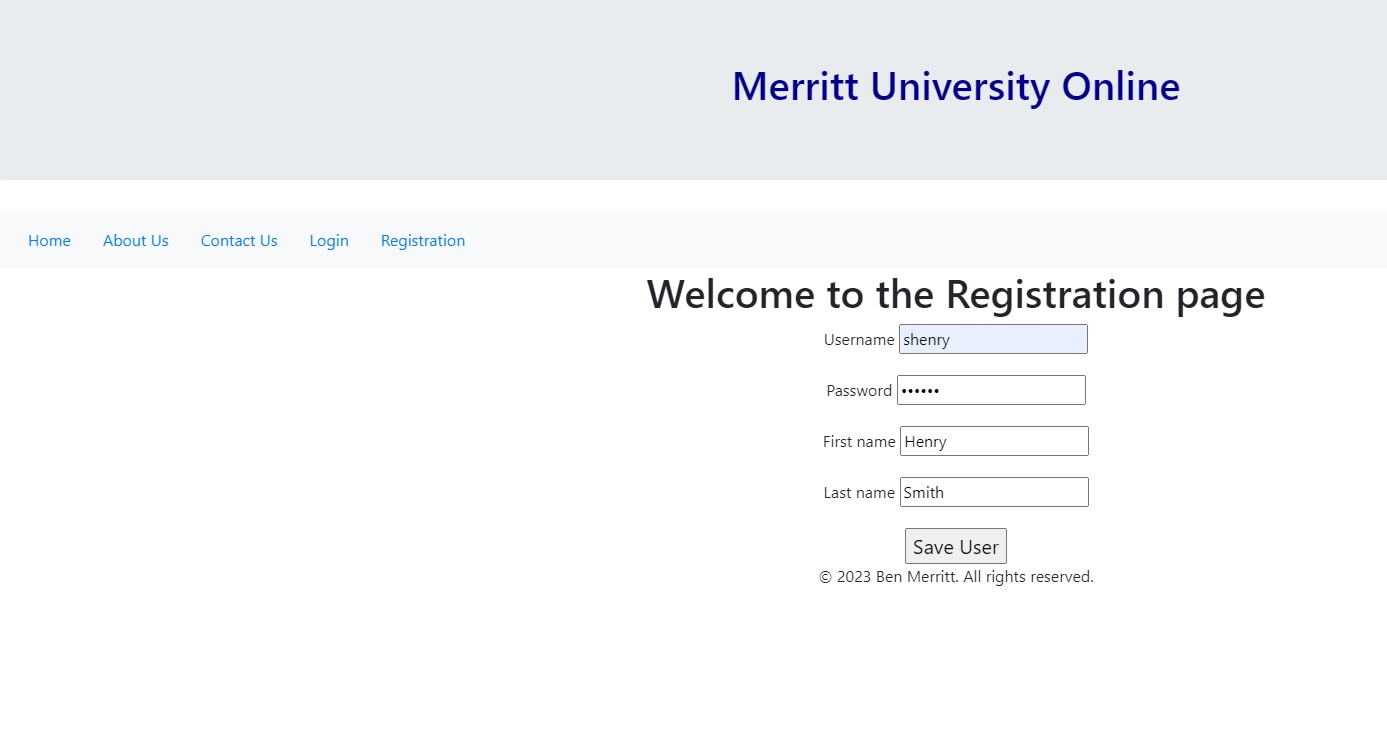 Merritt University Online
Home About Us Contact Us Login Registration
Welcome to the Registration page
Username shenry
Password ••••••
First name Henry
Last name Smith
Save User
© 2023 Ben Merritt. All rights reserved.